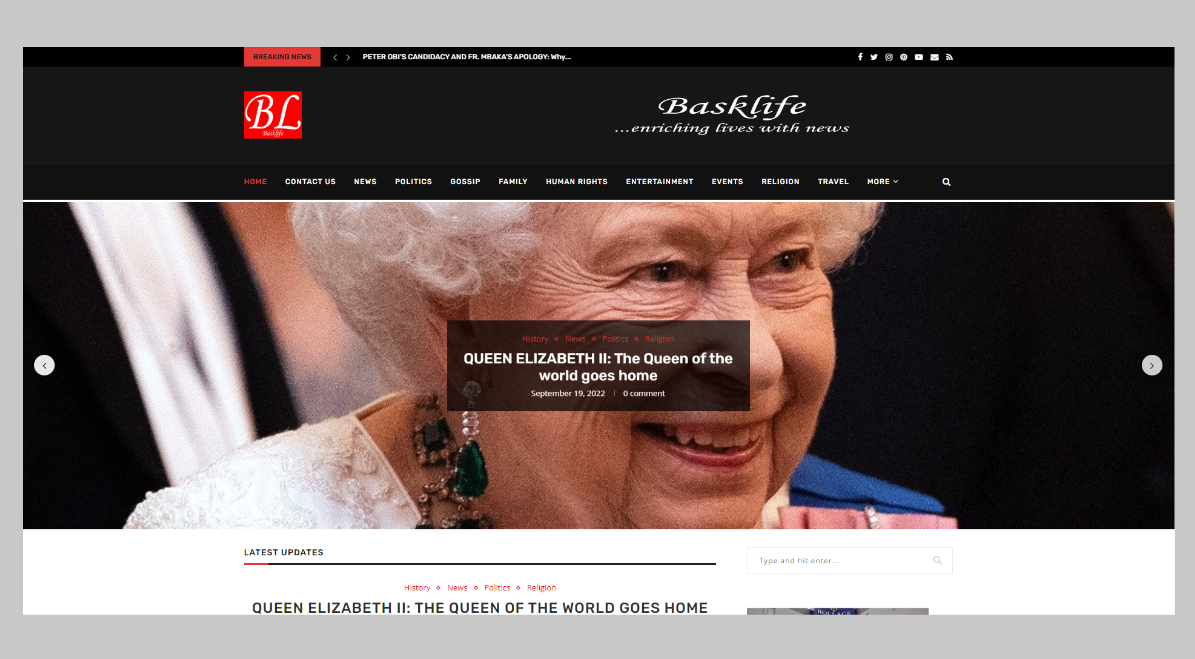 BREAKING NEWS
PETER OBI'S CANDIDACY AND FR. MBAKA'S APOLOGY: Why...
BL
Basklife
Basklife
...enriching lives with news
HOME CONTACT US NEWS POLITICS GOSSIP FAMILY HUMAN RIGHTS ENTERTAINMENT EVENTS RELIGION TRAVEL MORE
History News Politics Religion
QUEEN ELIZABETH II: The Queen of the
world goes home
September 19, 2022 0 comment
LATEST UPDATES
Type and hit enter...
History News Politics Religion
QUEEN ELIZABETH II: THE QUEEN OF THE WORLD GOES HOME